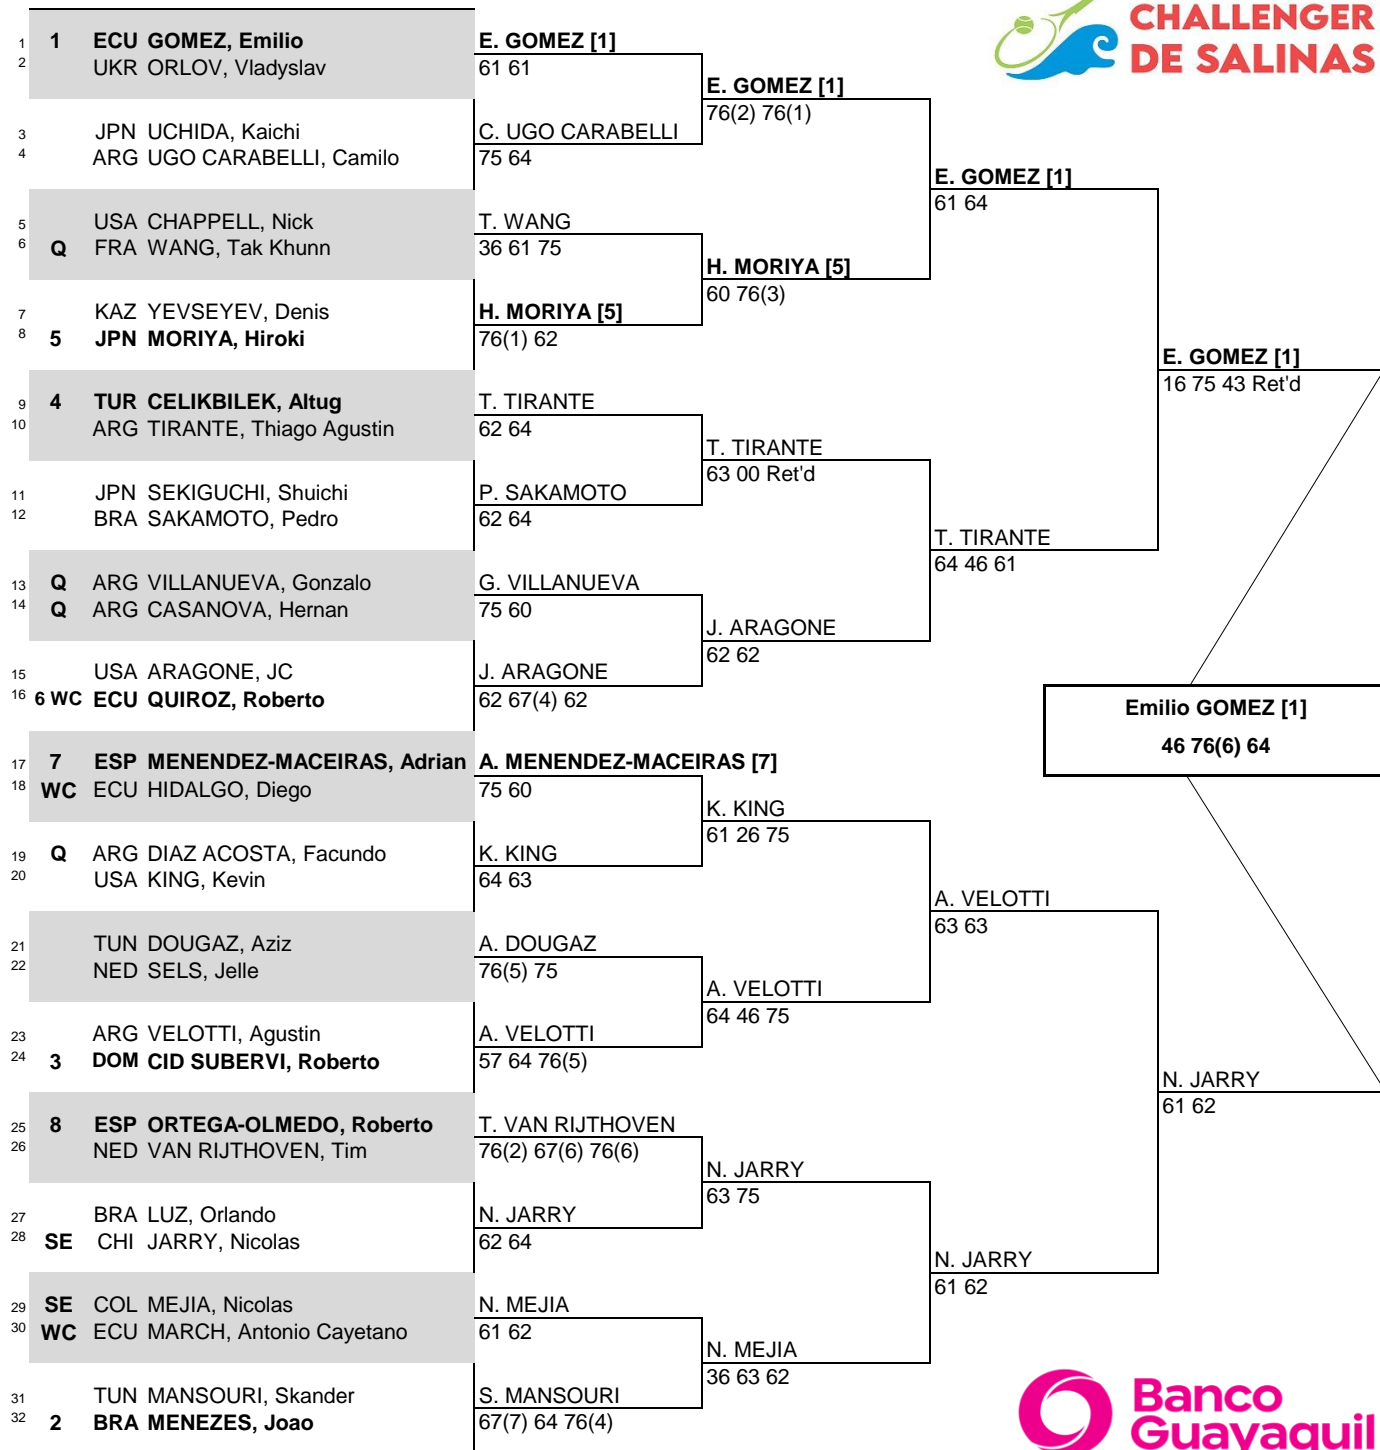 CHALLENGER
DE SALINAS
1 1 ECU GOMEZ, Emilio
2 UKR ORLOV, Vladyslav
3 JPN UCHIDA, Kaichi
4 ARG UGO CARABELLI, Camilo
5 USA CHAPPELL, Nick
6 Q FRA WANG, Tak Khunn
7 KAZ YEVSEYEV, Denis
8 5 JPN MORIYA, Hiroki
9 4 TUR CELIKBILEK, Altug
10 ARG TIRANTE, Thiago Agustin
11 JPN SEKIGUCHI, Shuichi
12 BRA SAKAMOTO, Pedro
13 Q ARG VILLANUEVA, Gonzalo
14 Q ARG CASANOVA, Hernan
15 USA ARAGONE, JC
16 6 WC ECU QUIROZ, Roberto
17 7 ESP MENENDEZ-MACEIRAS, Adrian
18 WC ECU HIDALGO, Diego
19 Q ARG DIAZ ACOSTA, Facundo
20 USA KING, Kevin
21 TUN DOUGAZ, Aziz
22 NED SELS, Jelle
23 ARG VELOTTI, Agustin
24 3 DOM CID SUBERVI, Roberto
25 8 ESP ORTEGA-OLMEDO, Roberto
26 NED VAN RIJTHOVEN, Tim
27 BRA LUZ, Orlando
28 SE CHI JARRY, Nicolas
29 SE COL MEJIA, Nicolas
30 WC ECU MARCH, Antonio Cayetano
31 TUN MANSOURI, Skander
32 2 BRA MENEZES, Joao
E. GOMEZ [1]
61 61
C. UGO CARABELLI
75 64
T. WANG
36 61 75
H. MORIYA [5]
76(1) 62
T. TIRANTE
62 64
P. SAKAMOTO
62 64
G. VILLANUEVA
75 60
J. ARAGONE
62 67(4) 62
A. MENENDEZ-MACEIRAS [7]
75 60
K. KING
64 63
A. DOUGAZ
76(5) 75
A. VELOTTI
57 64 76(5)
T. VAN RIJTHOVEN
76(2) 67(6) 76(6)
N. JARRY
62 64
N. MEJIA
61 62
S. MANSOURI
67(7) 64 76(4)
E. GOMEZ [1]
76(2) 76(1)
H. MORIYA [5]
60 76(3)
T. TIRANTE
63 00 Ret'd
J. ARAGONE
62 62
K. KING
61 26 75
A. VELOTTI
64 46 75
N. JARRY
63 75
N. MEJIA
36 63 62
E. GOMEZ [1]
61 64
T. TIRANTE
64 46 61
A. VELOTTI
63 63
N. JARRY
61 62
E. GOMEZ [1]
16 75 43 Ret'd
N. JARRY
61 62
Emilio GOMEZ [1]
46 76(6) 64
Banco
Guayaquil